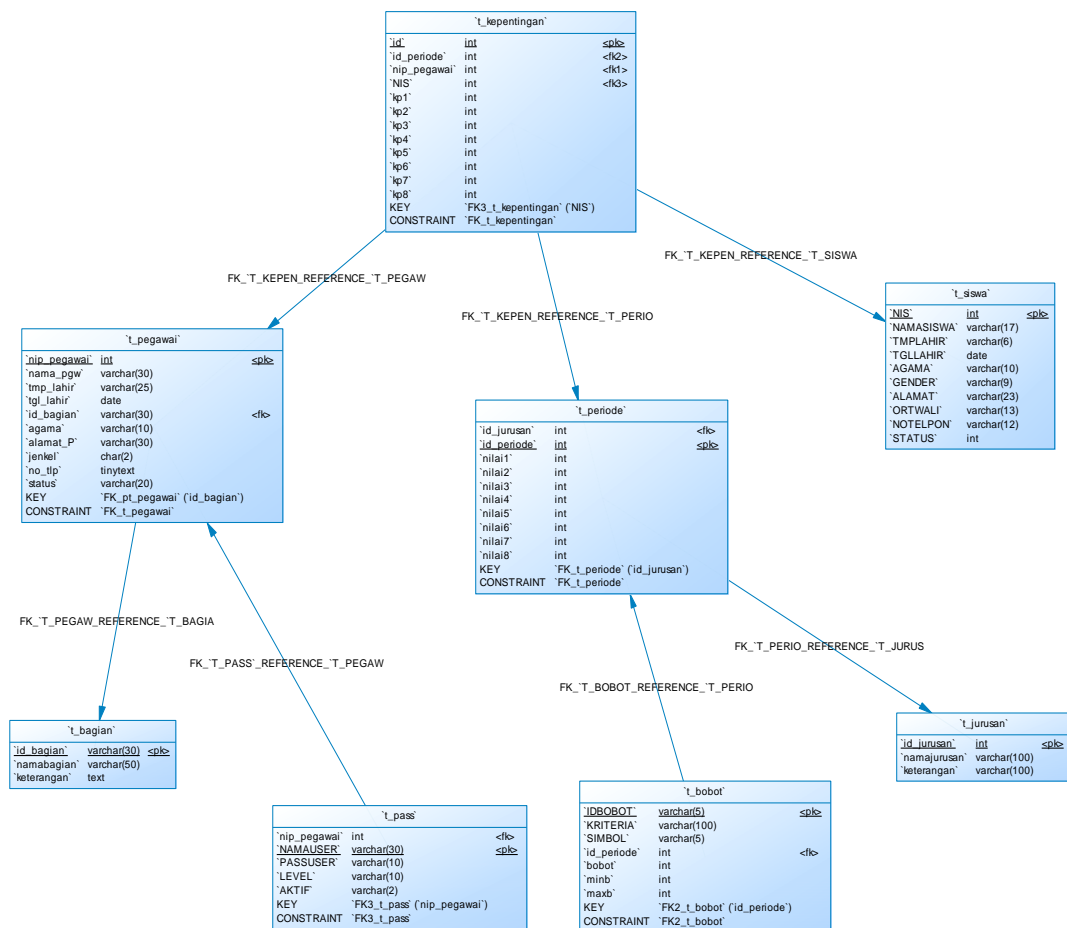 `t_kepentingan`
`id` int <pk>
`id_periode` int <fk2>
`nip_pegawai` int <fk1>
`NIS` int <fk3>
`kp1` int
`kp2` int
`kp3` int
`kp4` int
`kp5` int
`kp6` int
`kp7` int
`kp8` int
KEY `FK3_t_kepentingan` (`NIS`)
CONSTRAINT `FK_t_kepentingan`
FK_`T_KEPEN_REFERENCE_`T_PEGAW
FK_`T_KEPEN_REFERENCE_`T_PERIO
FK_`T_KEPEN_REFERENCE_`T_SISWA
`t_siswa`
`NIS` int <pk>
`NAMASISWA` varchar(17)
`TMPLAHIR` varchar(6)
`TGLLAHIR` date
`AGAMA` varchar(10)
`GENDER` varchar(9)
`ALAMAT` varchar(23)
`ORTWALI` varchar(13)
`NOTELPON` varchar(12)
`STATUS` int
`t_pegawai`
`nip_pegawai` int <pk>
`nama_pgw` varchar(30)
`tmp_lahir` varchar(25)
`tgl_lahir` date
`id_bagian` varchar(30) <fk>
`agama` varchar(10)
`alamat_P` varchar(30)
`jenkel` char(2)
`no_tlp` tinytext
`status` varchar(20)
KEY `FK_pt_pegawai` (`id_bagian`)
CONSTRAINT `FK_t_pegawai`
`t_periode`
`id_jurusan` int <fk>
`id_periode` int <pk>
`nilai1` int
`nilai2` int
`nilai3` int
`nilai4` int
`nilai5` int
`nilai6` int
`nilai7` int
`nilai8` int
KEY `FK_t_periode` (`id_jurusan`)
CONSTRAINT `FK_t_periode`
FK_`T_PEGAW_REFERENCE_`T_BAGIA
FK_`T_PASS`_REFERENCE_`T_PEGAW
FK_`T_BOBOT_REFERENCE_`T_PERIO
FK_`T_PERIO_REFERENCE_`T_JURUS
`t_bagian`
`id_bagian` varchar(30) <pk>
`namabagian` varchar(50)
`keterangan` text
`t_jurusan`
`id_jurusan` int <pk>
`namajurusan` varchar(100)
`keterangan` varchar(100)
`t_pass`
`nip_pegawai` int <fk>
`NAMAUSER` varchar(30) <pk>
`PASSUSER` varchar(10)
`LEVEL` varchar(10)
`AKTIF` varchar(2)
KEY `FK3_t_pass` (`nip_pegawai`)
CONSTRAINT `FK3_t_pass`
`t_bobot`
`IDBOBOT` varchar(5) <pk>
`KRITERIA` varchar(100)
`SIMBOL` varchar(5)
`id_periode` int <fk>
`bobot` int
`minb` int
`maxb` int
KEY `FK2_t_bobot` (`id_periode`)
CONSTRAINT `FK2_t_bobot`